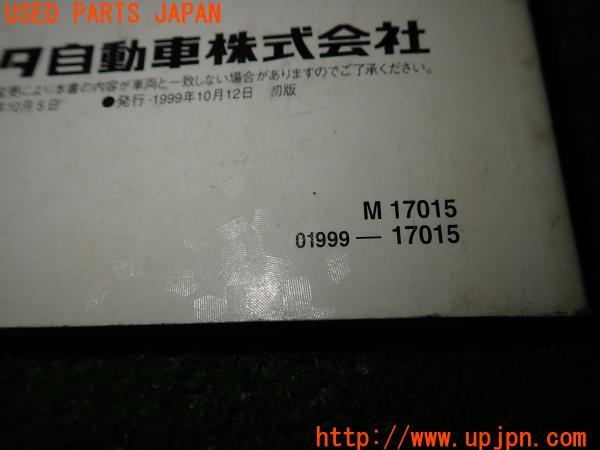 USED PARTS JAPAN
タ自動車株式会社
変更により本書の内容が車両と一致しない場合がありますのでご了承ください。
年10月5日 ●発行-1999年10月12日 初版
M 17015
01999 — 17015
http://www.upjpn.com